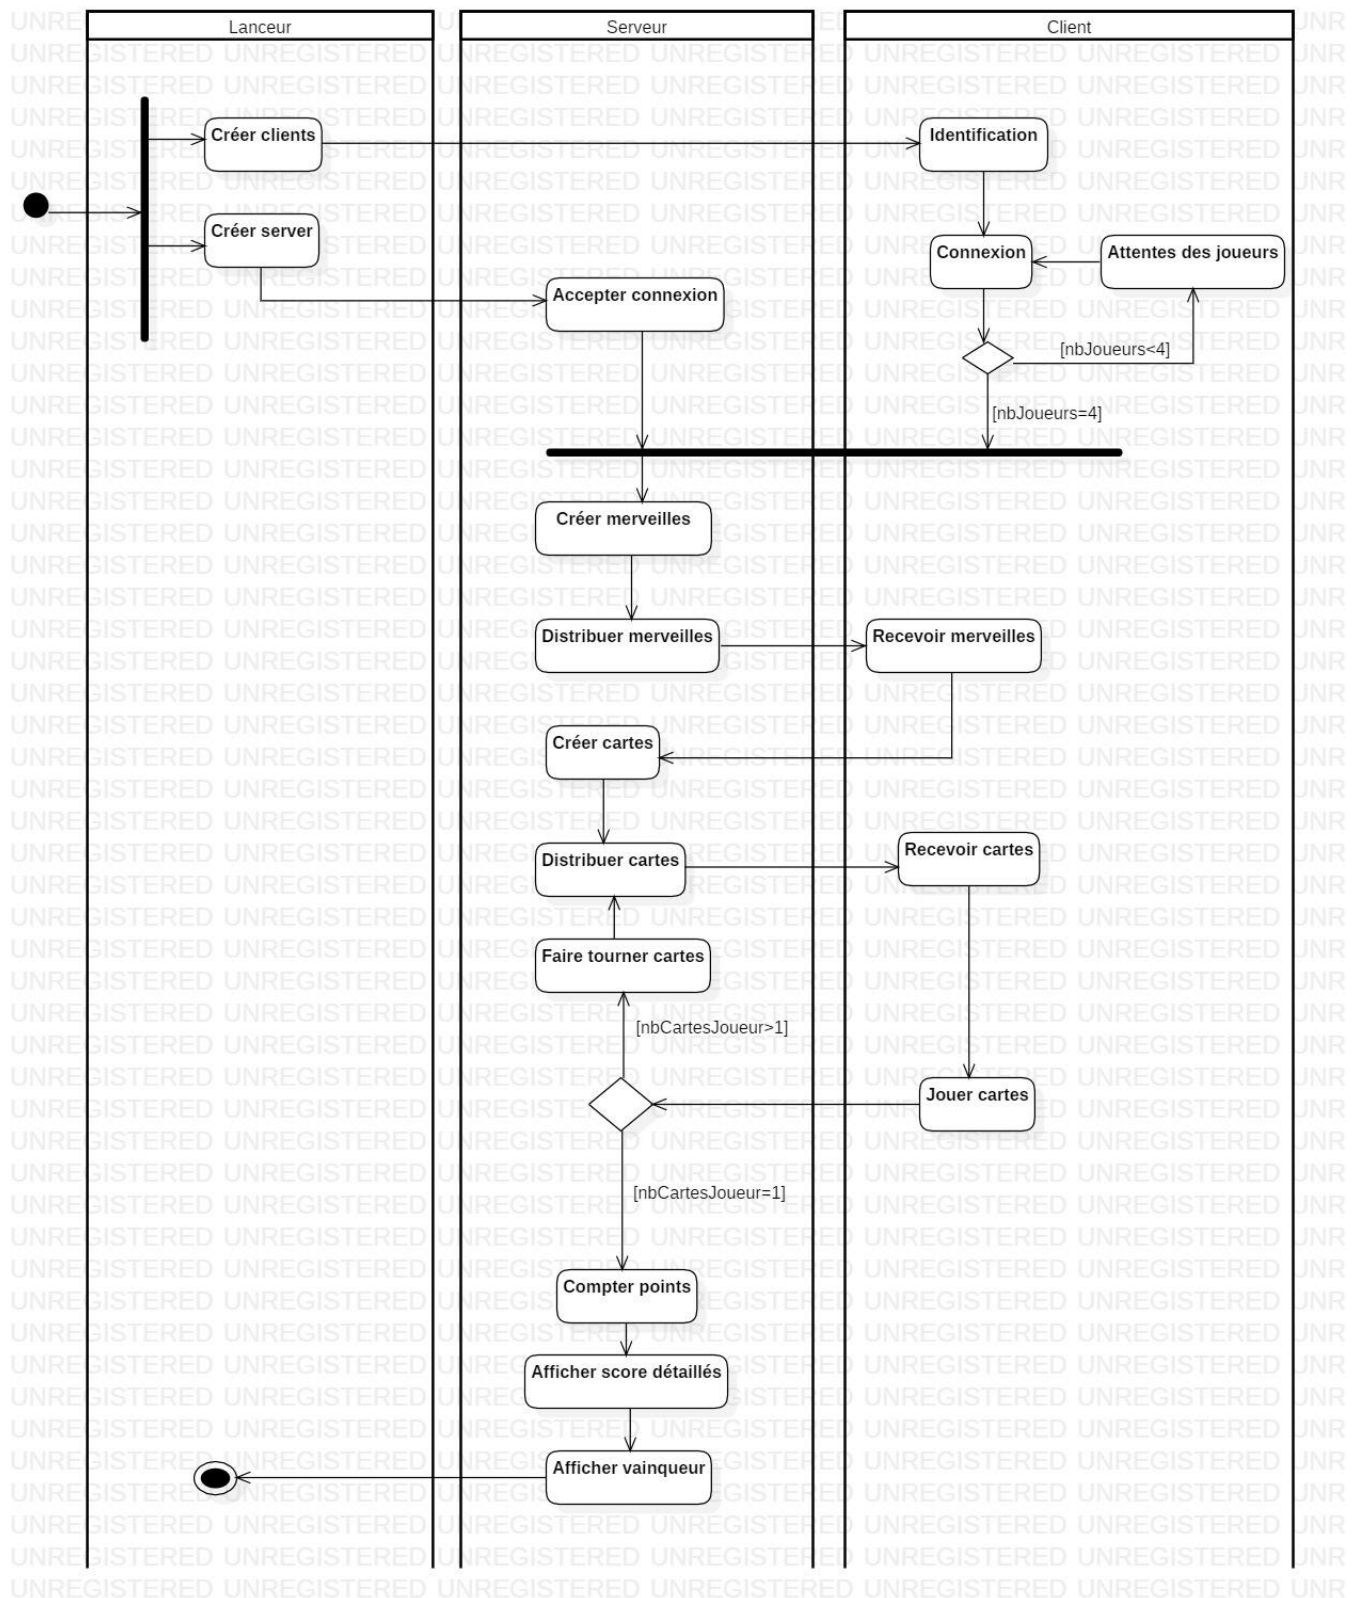 Lanceur
Serveur
Client
Créer clients
Identification
Créer server
Connexion
Attentes des joueurs
Accepter connexion
[nbJoueurs<4]
[nbJoueurs=4]
Créer merveilles
Distribuer merveilles
Recevoir merveilles
Créer cartes
Distribuer cartes
Recevoir cartes
Faire tourner cartes
[nbCartesJoueur>1]
Jouer cartes
[nbCartesJoueur=1]
Compter points
Afficher score détaillés
Afficher vainqueur
UNREGISTERED